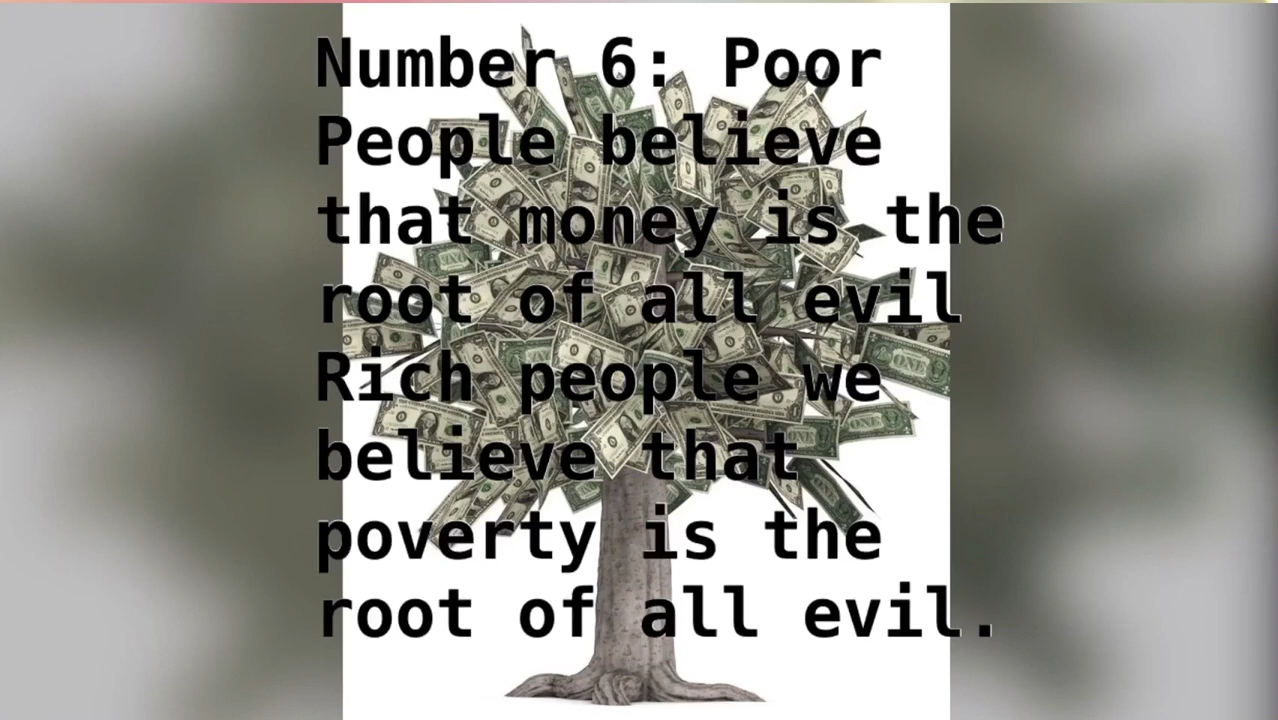 Number 6: Poor
People believe
that money is the
root of all evil
Rich people we
believe that
poverty is the
root of all evil.